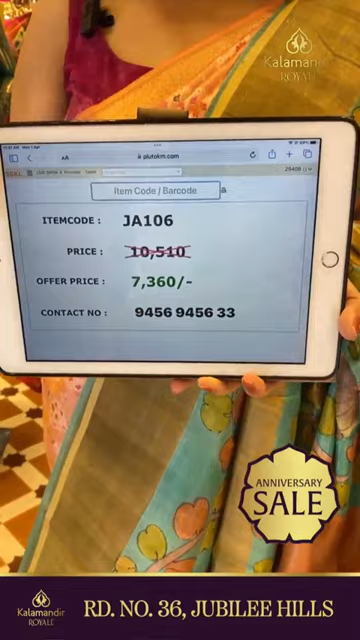 Kalamandir
ROYALE
plutokm.com
Item Code / Barcode
ITEMCODE : JA106
PRICE : 10,510
OFFER PRICE : 7,360/-
CONTACT NO : 9456 9456 33
ANNIVERSARY
SALE
Kalamandir
ROYALE
RD. NO. 36, JUBILEE HILLS